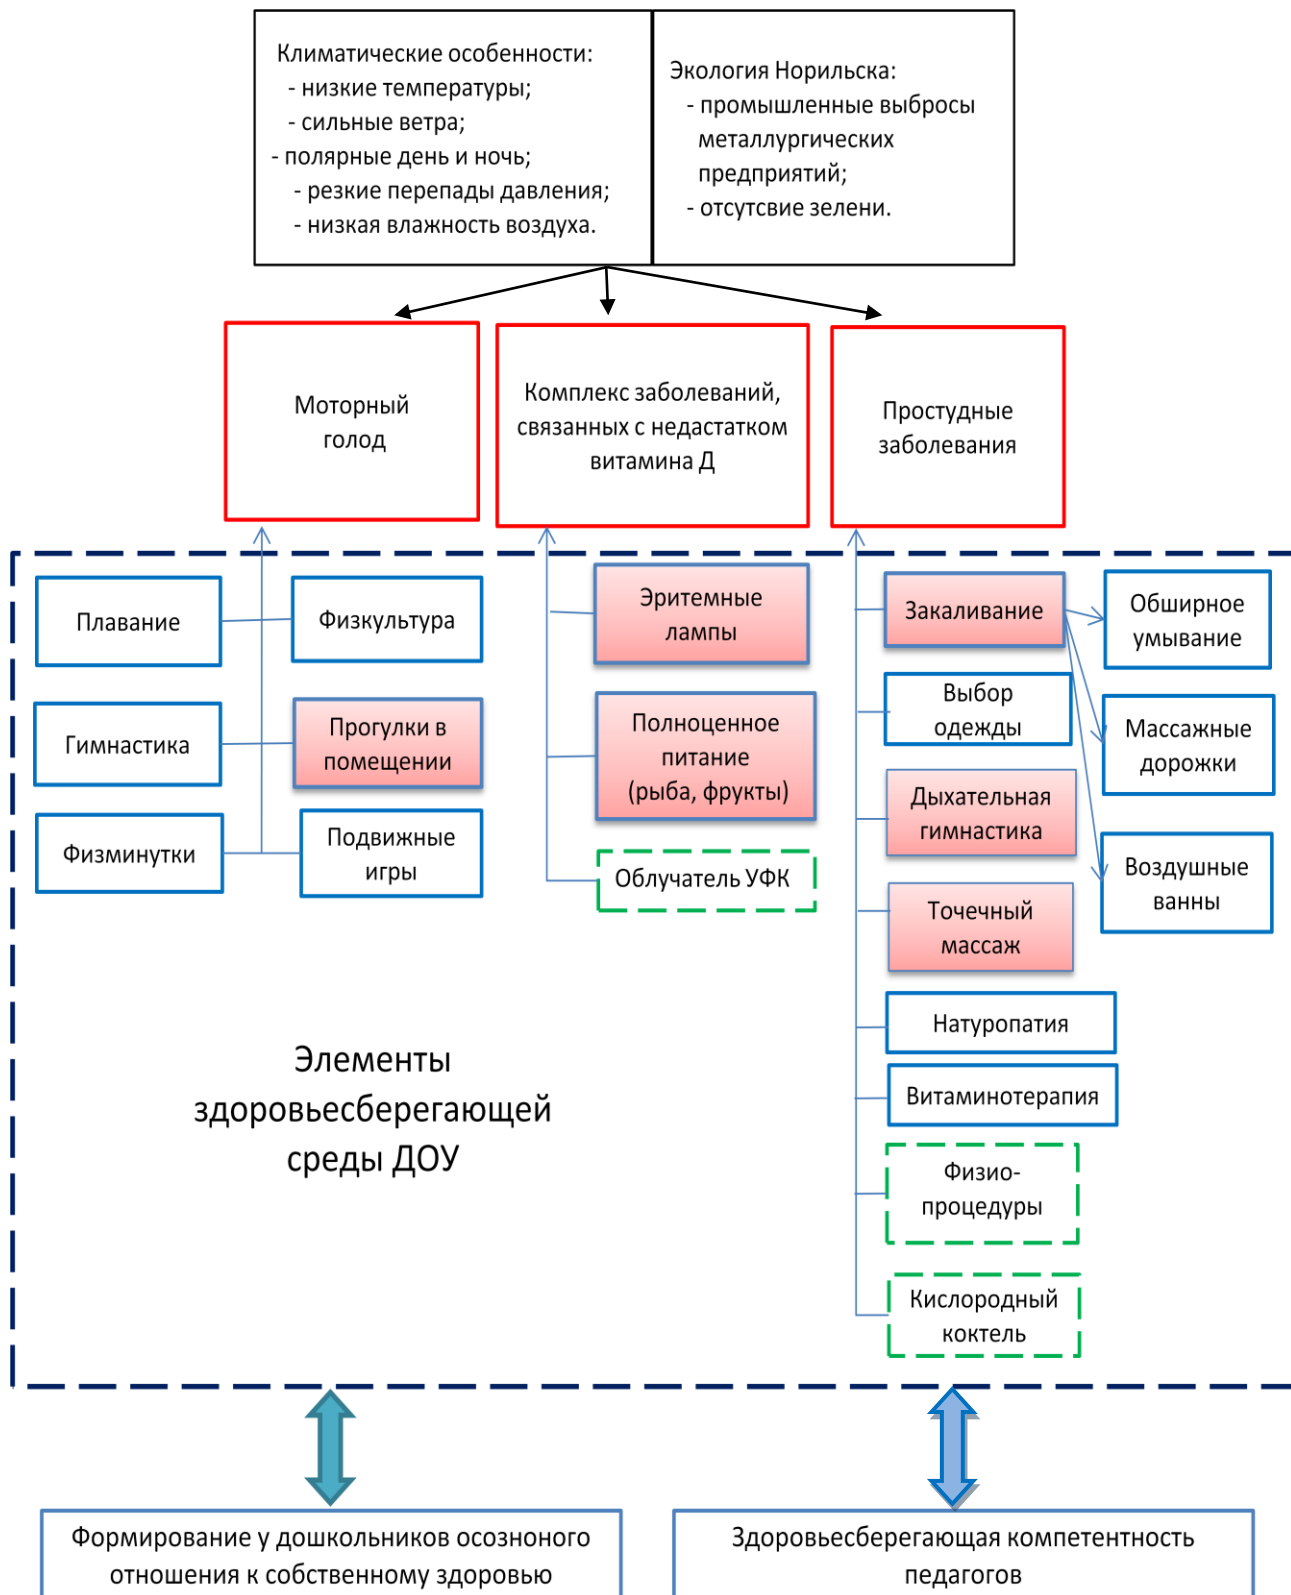 Климатические особенности:
- низкие температуры;
- сильные ветра;
- полярные день и ночь;
- резкие перепады давления;
- низкая влажность воздуха.
Экология Норильска:
- промышленные выбросы
металлургических
предприятий;
- отсутсвие зелени.
Моторный
голод
Комплекс заболеваний,
связанных с недастатком
витамина Д
Простудные
заболевания
Плавание
Физкультура
Гимнастика
Прогулки в
помещении
Физминутки
Подвижные
игры
Эритемные
лампы
Полноценное
питание
(рыба, фрукты)
Облучатель УФК
Закаливание
Обширное
умывание
Выбор
одежды
Массажные
дорожки
Дыхательная
гимнастика
Воздушные
ванны
Точечный
массаж
Натуропатия
Витаминотерапия
Физио-
процедуры
Кислородный
коктель
Элементы
здоровьесберегающей
среды ДОУ
Формирование у дошкольников осозноного
отношения к собственному здоровью
Здоровьесберегающая компетентность
педагогов